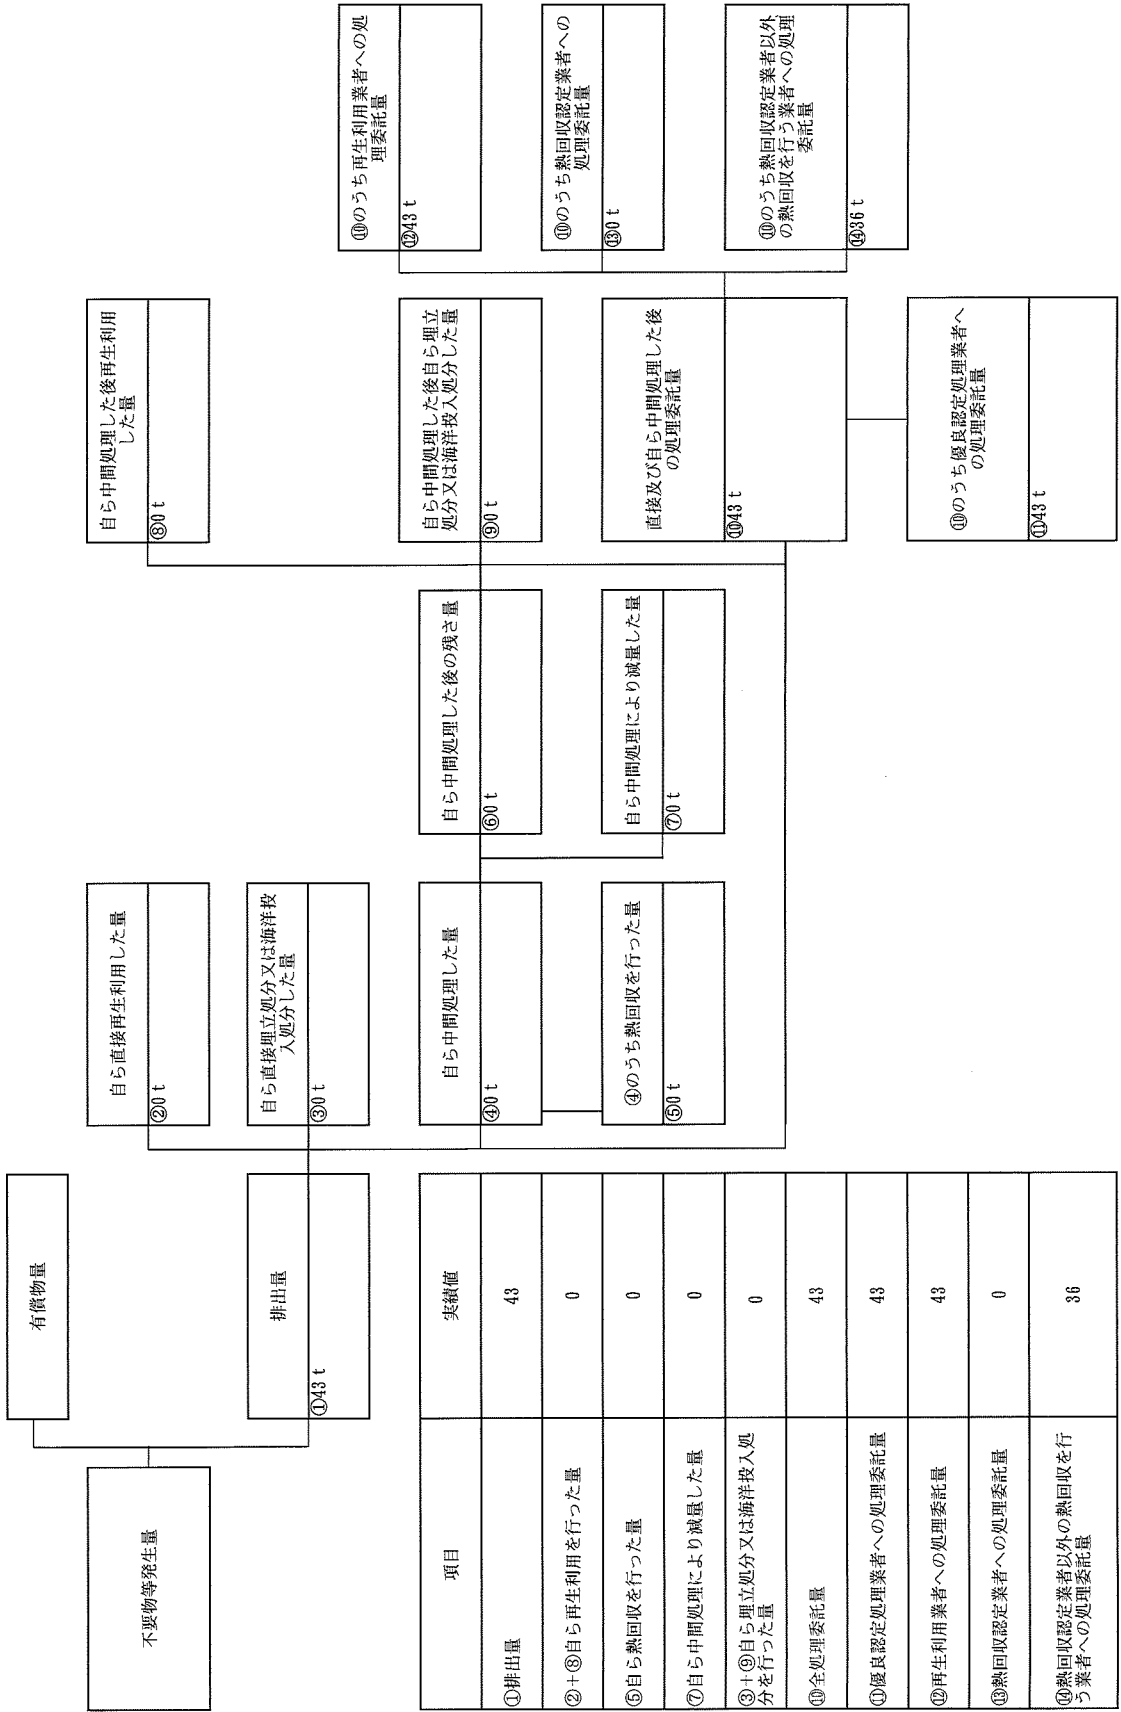 不要物等発生量
有償物量
排出量
①43 t
自ら直接再生利用した量
②0 t
自ら直接埋立処分又は海洋投
入処分した量
③0 t
自ら中間処理した量
④0 t
④のうち熱回収を行った量
⑤0 t
自ら中間処理した後の残さ量
⑥0 t
自ら中間処理により減量した量
⑦0 t
自ら中間処理した後再生利用
した量
⑧0 t
自ら中間処理した後自ら埋立
処分又は海洋投入処分した量
⑨0 t
直接及び自ら中間処理した後
の処理委託量
⑩43 t
⑩のうち優良認定処理業者へ
の処理委託量
⑪43 t
⑩のうち再生利用業者への処
理委託量
⑫43 t
⑩のうち熱回収認定業者への
処理委託量
⑬0 t
⑩のうち熱回収認定業者以外
の熱回収を行う業者への処理
委託量
⑭36 t
項目 実績値
①排出量 43
②+⑧自ら再生利用を行った量 0
⑤自ら熱回収を行った量 0
⑦自ら中間処理により減量した量 0
③+⑨自ら埋立処分又は海洋投入処
分を行った量 0
⑩全処理委託量 43
⑪優良認定処理業者への処理委託量 43
⑫再生利用業者への処理委託量 43
⑬熱回収認定業者への処理委託量 0
⑭熱回収認定業者以外の熱回収を行
う業者への処理委託量 36